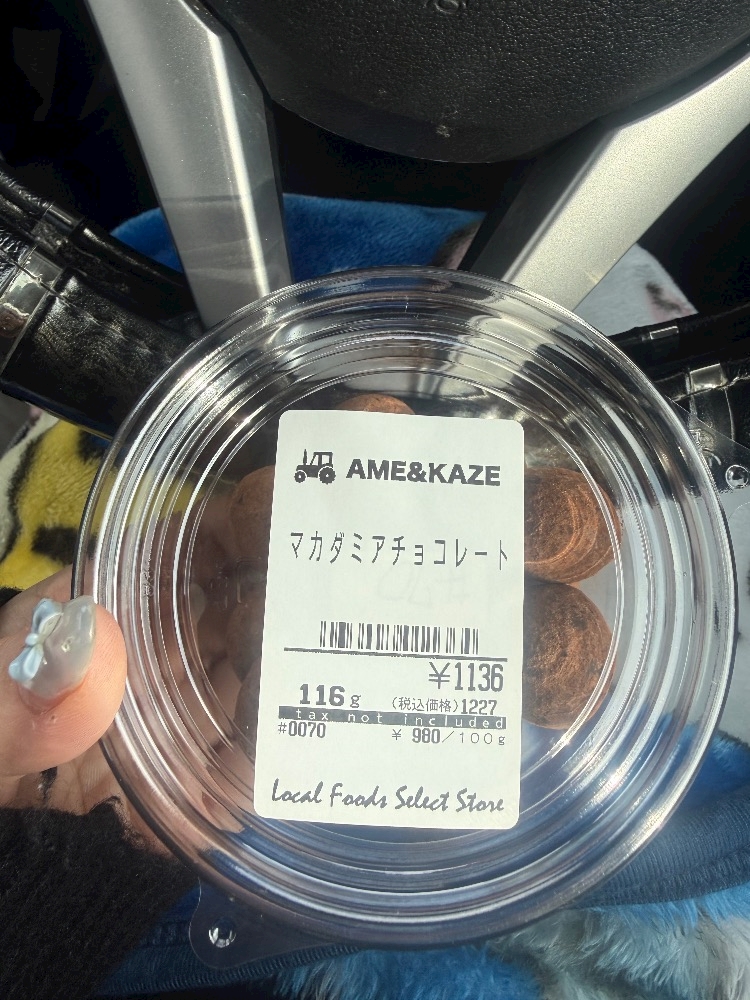 AME&KAZE
マカダミアチョコレート
¥1136
116g (税込価格)1227
tax not included
#0070 ¥ 980/100g
Local Foods Select Store